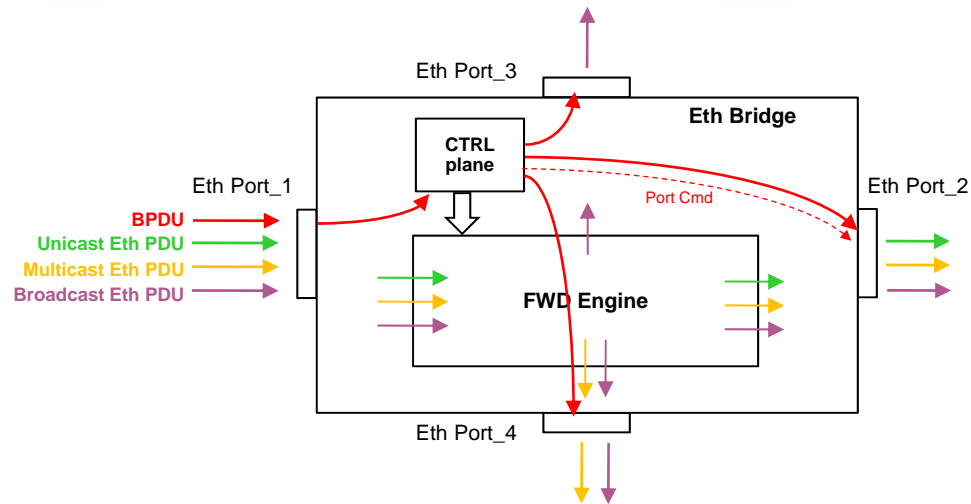 Eth Port_3
Eth Bridge
CTRL
plane
Eth Port_1
Eth Port_2
Port Cmd
BPDU
Unicast Eth PDU
Multicast Eth PDU
Broadcast Eth PDU
FWD Engine
Eth Port_4